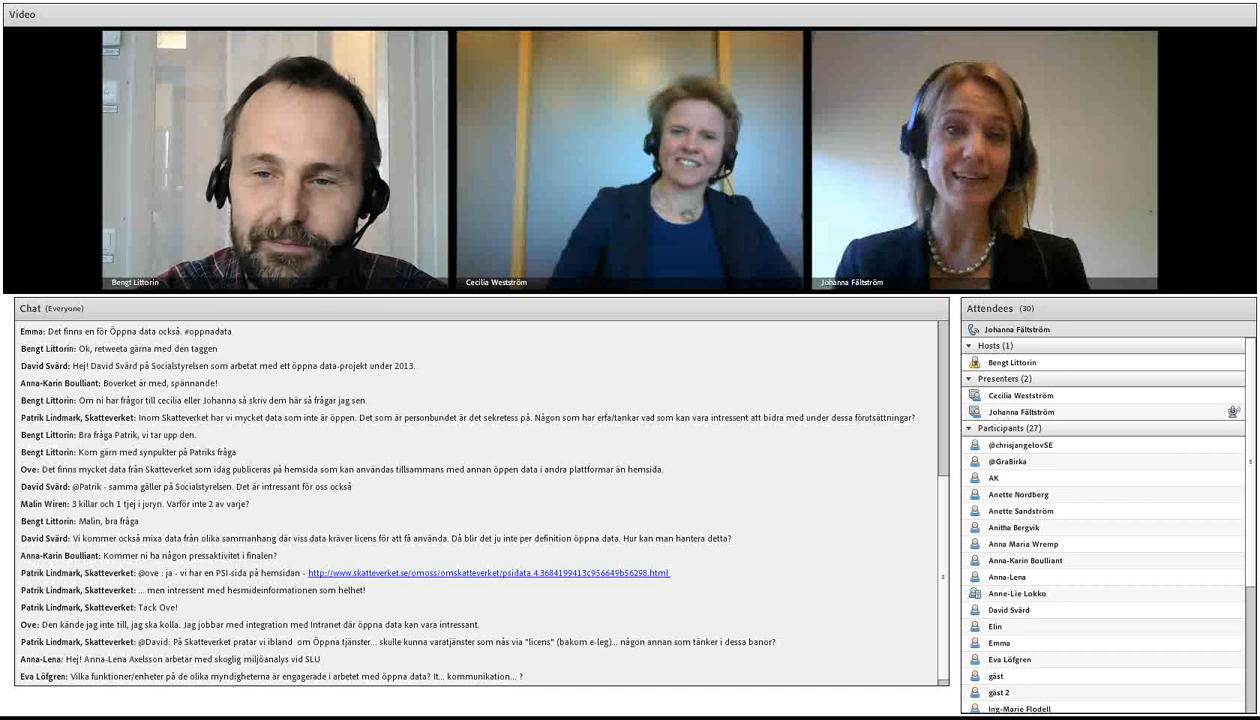 Video
Bengt Littorin
Cecilia Westström
Johanna Fältström
Chat (Everyone)
Emma: Det finns en för Öppna data också. #oppnadata
Bengt Littorin: Ok, retweeta gärna med den taggen
David Svärd: Hej! David Svärd på Socialstyrelsen som arbetat med ett öppna data-projekt under 2013.
Anna-Karin Boulliant: Boverket är med, spännande!
Bengt Littorin: Om ni har frågor till cecilia eller Johanna så skriv dem här så frågar jag sen.
Patrik Lindmark, Skatteverket: Inom Skatteverket har vi mycket data som inte är öppen. Det som är personbundet är det sekretess på. Någon som har erfa/tankar vad som kan vara intressent att bidra med under dessa förutsättningar?
Bengt Littorin: Bra fråga Patrik, vi tar upp den.
Bengt Littorin: Kom gärn med synpukter på Patriks fråga
Ove: Det finns mycket data från Skatteverket som idag publiceras på hemsida som kan användas tillsammans med annan öppen data i andra plattformar än hemsida.
David Svärd: @Patrik - samma gäller på Socialstyrelsen. Det är intressant för oss också
Malin Wiren: 3 killar och 1 tjej i juryn. Varför inte 2 av varje?
Bengt Littorin: Malin, bra fråga
David Svärd: Vi kommer också mixa data från olika sammanhang där viss data kräver licens för att få använda. Då blir det ju inte per definition öppna data. Hur kan man hantera detta?
Anna-Karin Boulliant: Kommer ni ha någon pressaktivitet i finalen?
Patrik Lindmark, Skatteverket: @ove : ja - vi har en PSI-sida på hemsidan - http://www.skatteverket.se/omoss/omskatteverket/psidata.4.3684199413c956649b56298.html
Patrik Lindmark, Skatteverket: ... men intressent med hesmideinformationen som helhet!
Patrik Lindmark, Skatteverket: Tack Ove!
Ove: Den kände jag inte till, jag ska kolla. Jag jobbar med integration med Intranet där öppna data kan vara intressant.
Patrik Lindmark, Skatteverket: @David: På Skatteverket pratar vi ibland om Öppna tjänster... skulle kunna varatjänster som nås via "licens" (bakom e-leg)... någon annan som tänker i dessa banor?
Anna-Lena: Hej! Anna-Lena Axelsson arbetar med skoglig miljöanalys vid SLU
Eva Löfgren: Vilka funktioner/enheter på de olika myndigheterna är engagerade i arbetet med öppna data? It... kommunikation... ?
Attendees (30)
Johanna Fältström
Hosts (1)
Bengt Littorin
Presenters (2)
Cecilia Westström
Johanna Fältström
Participants (27)
@chrisjangelovSE
@GraBirka
AK
Anette Nordberg
Anette Sandström
Anitha Bergvik
Anna Maria Wremp
Anna-Karin Boulliant
Anna-Lena
Anne-Lie Lokko
David Svärd
Elin
Emma
Eva Löfgren
gäst
gäst 2
Ing-Marie Flodell